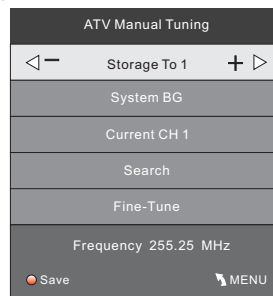 ATV Manual Tuning
Storage To 1
System BG
Current CH 1
Search
Fine-Tune
Frequency 255.25 MHz
Save MENU